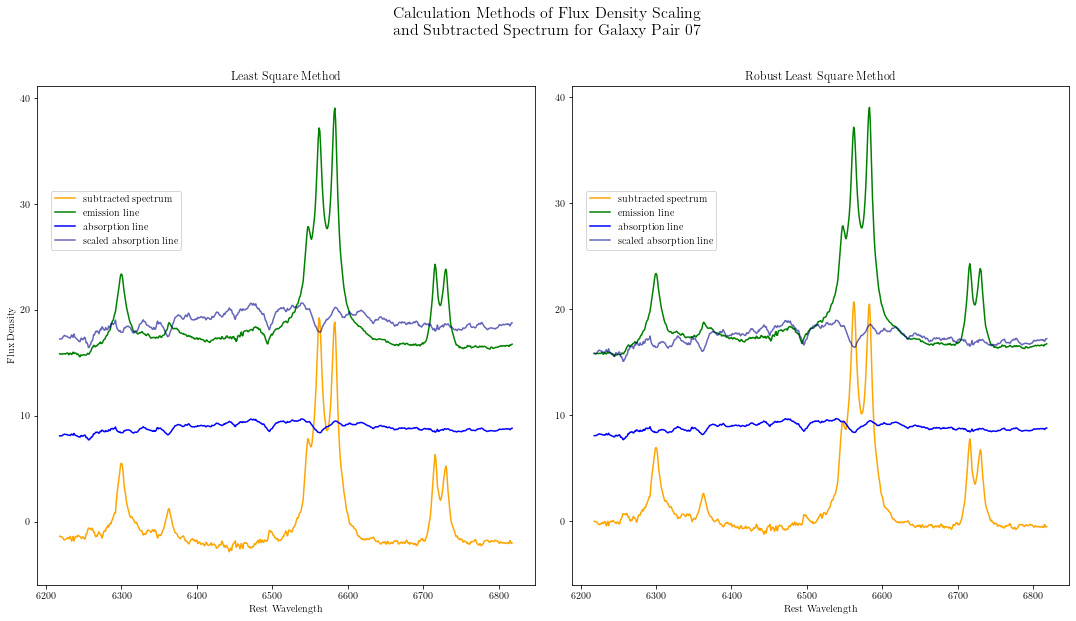 Calculation Methods of Flux Density Scaling
and Subtracted Spectrum for Galaxy Pair 07
Least Square Method
40
30
20
10
0
Flux Density
subtracted spectrum
emission line
absorption line
scaled absorption line
6200 6300 6400 6500 6600 6700 6800
Rest Wavelength
Robust Least Square Method
40
30
20
10
0
subtracted spectrum
emission line
absorption line
scaled absorption line
6200 6300 6400 6500 6600 6700 6800
Rest Wavelength